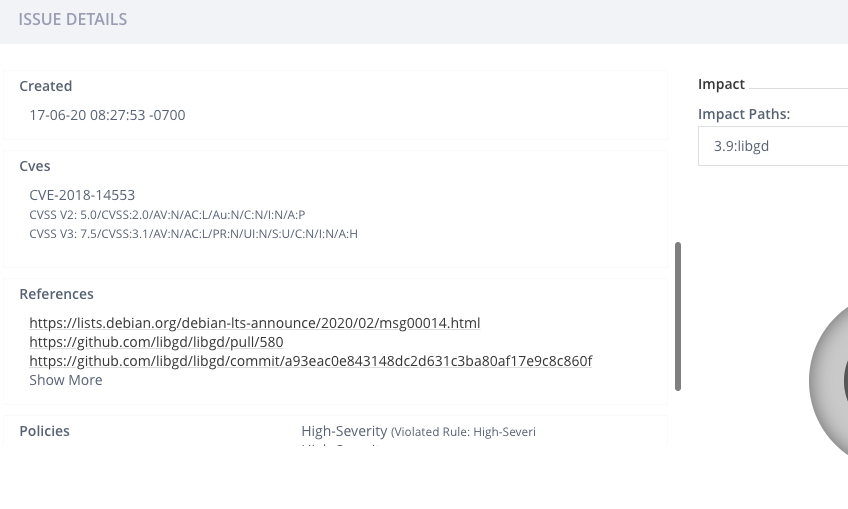 ISSUE DETAILS
Created
17-06-20 08:27:53 -0700
Cves
CVE-2018-14553
CVSS V2: 5.0/CVSS:2.0/AV:N/AC:L/Au:N/C:N/I:N/A:P
CVSS V3: 7.5/CVSS:3.1/AV:N/AC:L/PR:N/UI:N/S:U/C:N/I:N/A:H
References
https://lists.debian.org/debian-lts-announce/2020/02/msg00014.html
https://github.com/libgd/libgd/pull/580
https://github.com/libgd/libgd/commit/a93eac0e843148dc2d631c3ba80af17e9c8c860f
Show More
Policies
High-Severity (Violated Rule: High-Severi
Impact
Impact Paths:
3.9:libgd